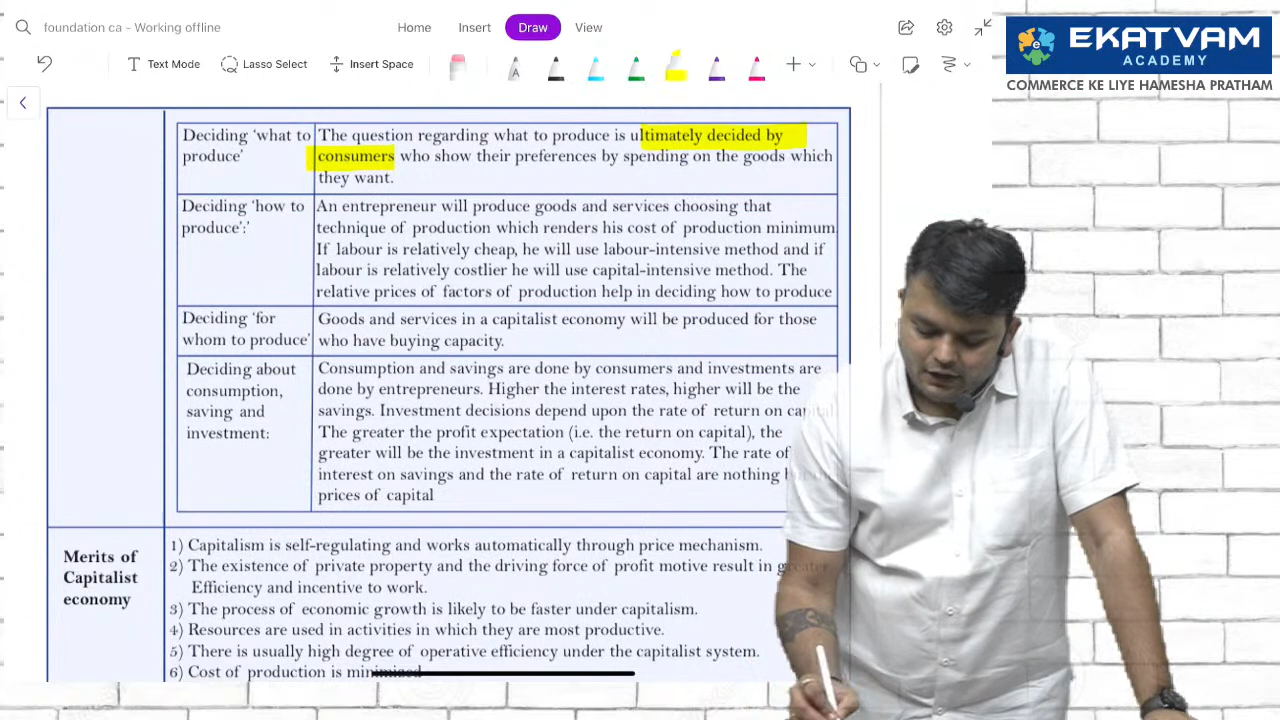 foundation ca - Working offline
Home Insert Draw View
EKATVAM
ACADEMY
COMMERCE KE LIYE HAMESHA PRATHAM
Text Mode Lasso Select Insert Space
A
Deciding ‘what to produce’
The question regarding what to produce is ultimately decided by
consumers who show their preferences by spending on the goods which
they want.
Deciding ‘how to
produce’:’
An entrepreneur will produce goods and services choosing that
technique of production which renders his cost of production minimum.
If labour is relatively cheap, he will use labour-intensive method and if
labour is relatively costlier he will use capital-intensive method. The
relative prices of factors of production help in deciding how to produce
Deciding ‘for
whom to produce’
Goods and services in a capitalist economy will be produced for those
who have buying capacity.
Deciding about
consumption,
saving and
investment:
Consumption and savings are done by consumers and investments are
done by entrepreneurs. Higher the interest rates, higher will be the
savings. Investment decisions depend upon the rate of return on capital
The greater the profit expectation (i.e. the return on capital), the
greater will be the investment in a capitalist economy. The rate of
interest on savings and the rate of return on capital are nothing
prices of capital
Merits of
Capitalist
economy
1) Capitalism is self-regulating and works automatically through price mechanism.
2) The existence of private property and the driving force of profit motive result in greater
Efficiency and incentive to work.
3) The process of economic growth is likely to be faster under capitalism.
4) Resources are used in activities in which they are most productive.
5) There is usually high degree of operative efficiency under the capitalist system.
6) Cost of production is minimized